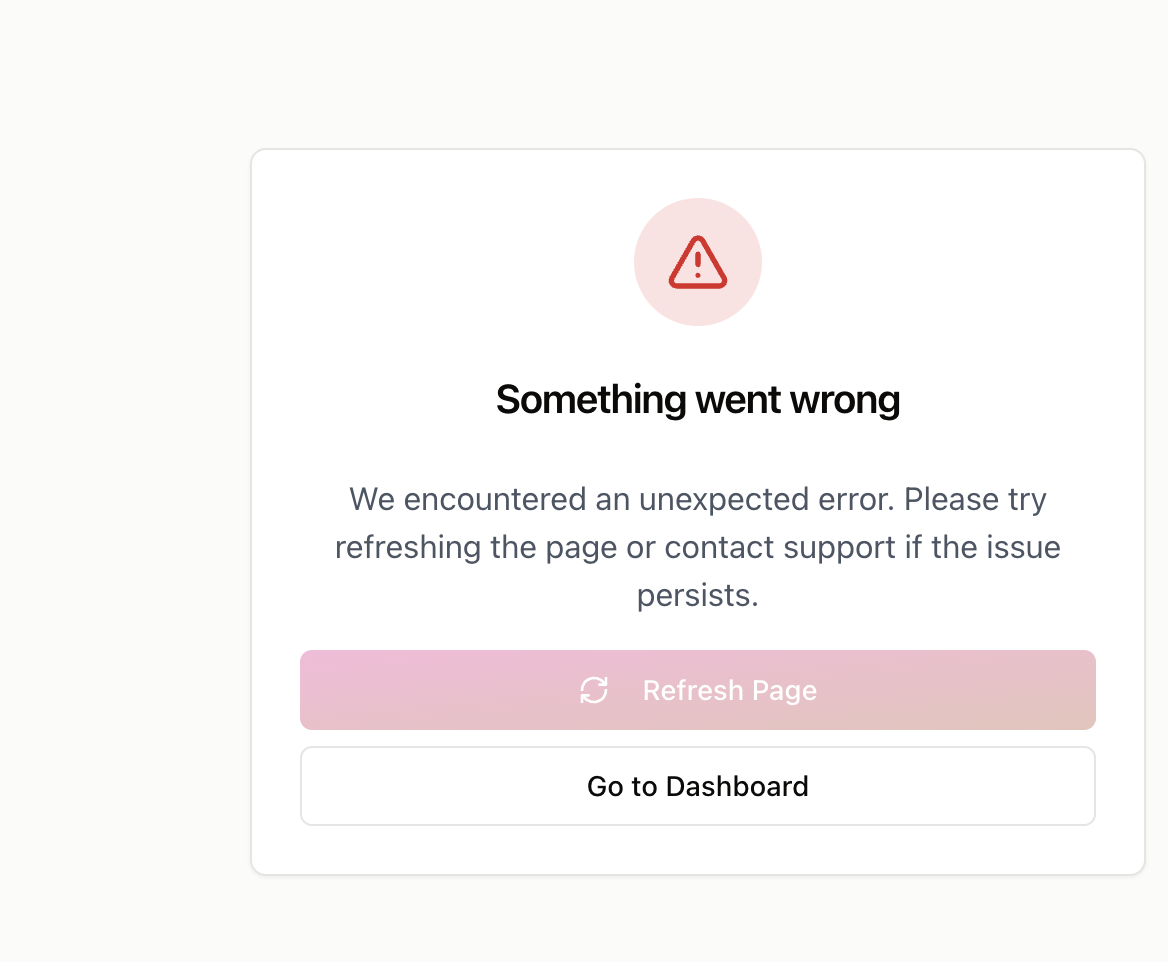 Something went wrong
We encountered an unexpected error. Please try
refreshing the page or contact support if the issue
persists.
Refresh Page
Go to Dashboard